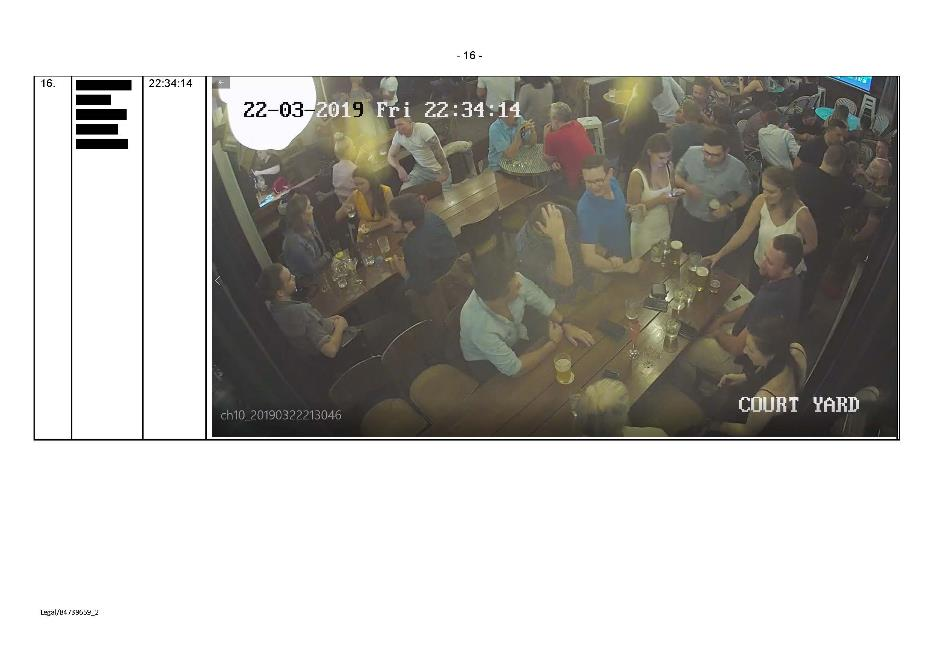 - 16 -
16.
22:34:14
22-03-2019 Fri 22:34:14
COURT YARD
ch10_20190322213046